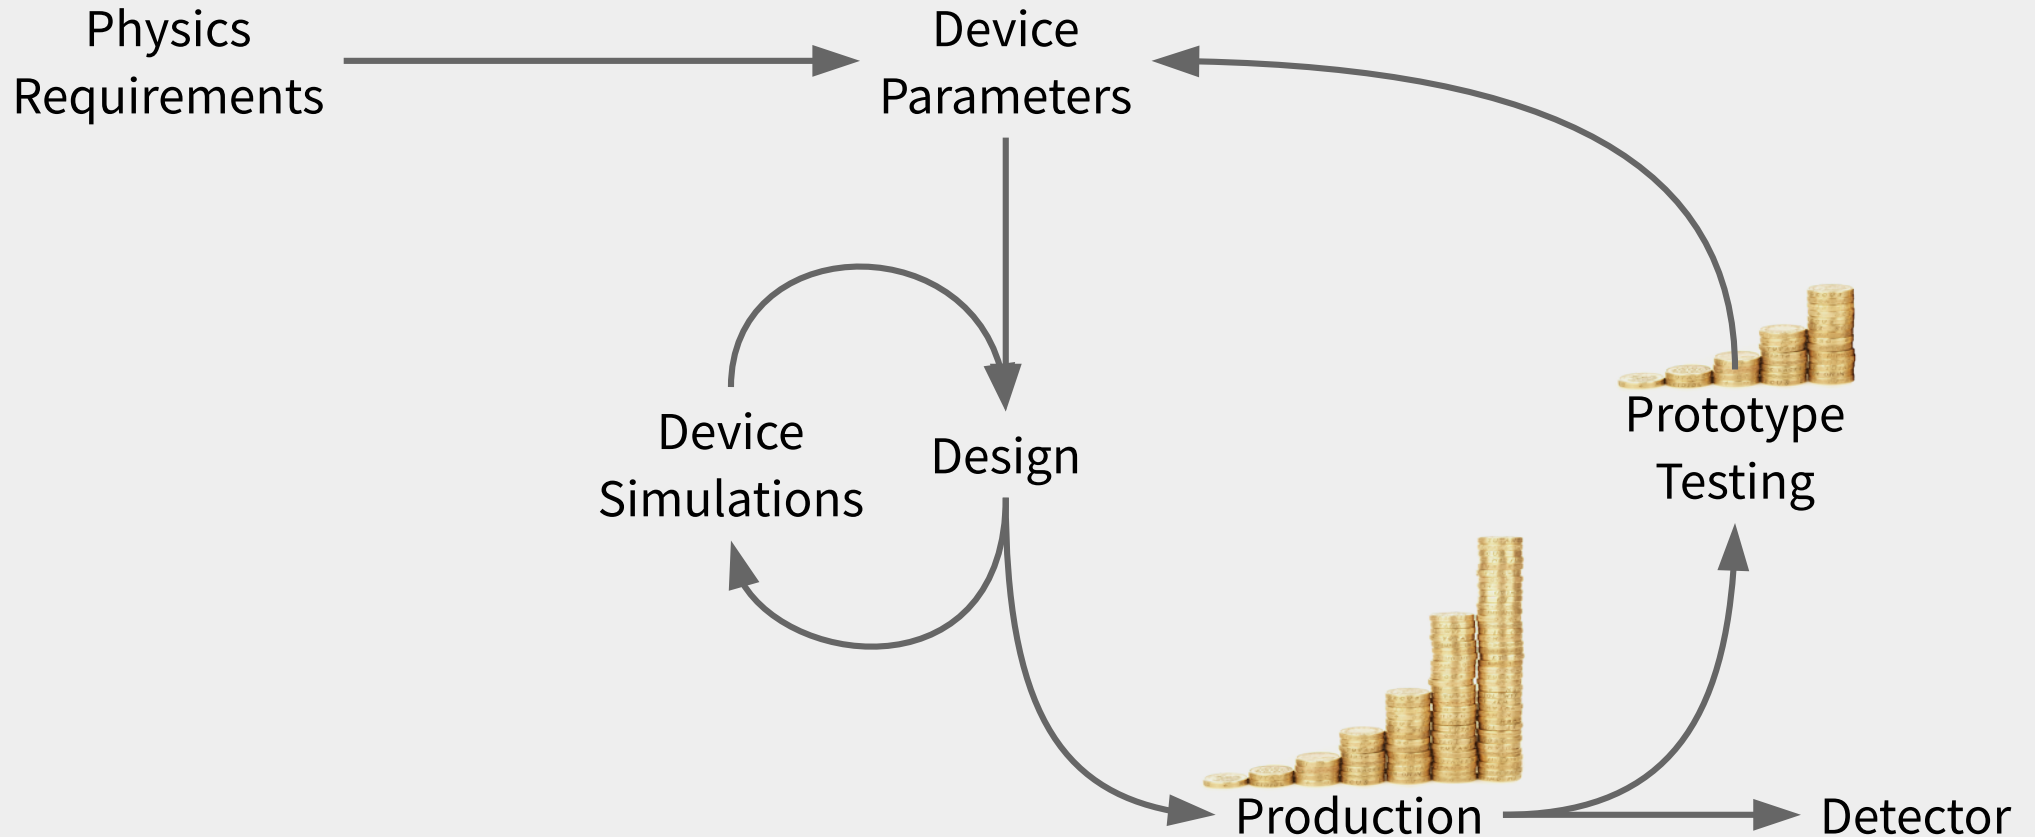 Physics
Requirements
Device
Parameters
Device
Simulations
Design
Prototype
Testing
Production
Detector